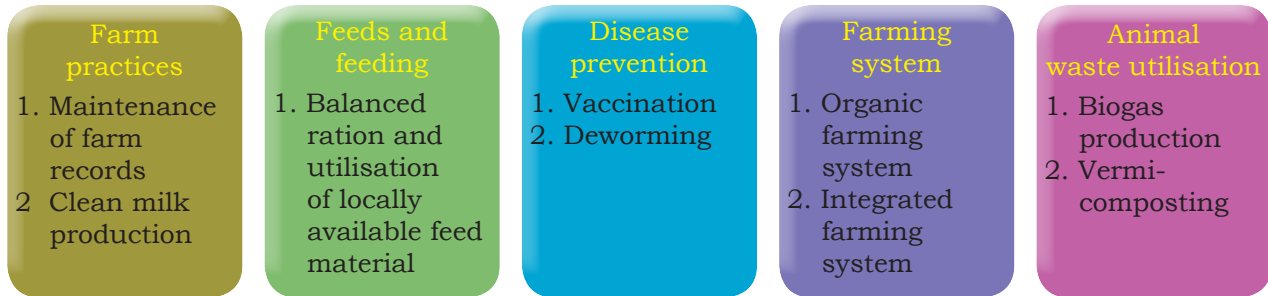 Farm
practices
1. Maintenance
of farm
records
2 Clean milk
production
Feeds and
feeding
1. Balanced
ration and
utilisation
of locally
available feed
material
Disease
prevention
1. Vaccination
2. Deworming
Farming
system
1. Organic
farming
system
2. Integrated
farming
system
Animal
waste utilisation
1. Biogas
production
2. Vermi-
composting